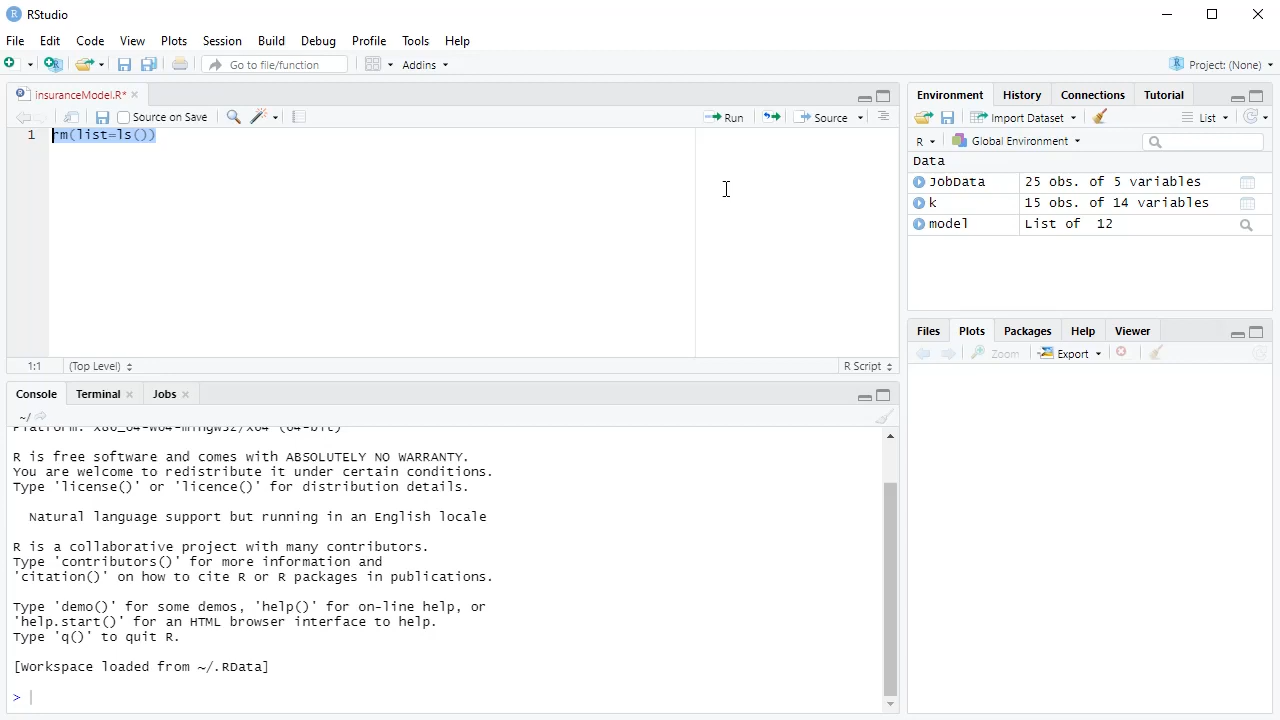 RStudio
File Edit Code View Plots Session Build Debug Profile Tools Help
Go to file/function Addins Project: (None)
insuranceModel.R*
Source on Save Run Source
1 rm(list=ls())
1:1 (Top Level) R Script
Console Terminal Jobs
~/
Platform: x86_64-w64-mingw32/x64 (64-bit)
R is free software and comes with ABSOLUTELY NO WARRANTY.
You are welcome to redistribute it under certain conditions.
Type 'license()' or 'licence()' for distribution details.
Natural language support but running in an English locale
R is a collaborative project with many contributors.
Type 'contributors()' for more information and
'citation()' on how to cite R or R packages in publications.
Type 'demo()' for some demos, 'help()' for on-line help, or
'help.start()' for an HTML browser interface to help.
Type 'q()' to quit R.
[Workspace loaded from ~/.RData]
>
Environment History Connections Tutorial
Import Dataset List
R Global Environment
Data
JobData 25 obs. of 5 variables
k 15 obs. of 14 variables
model List of 12
Files Plots Packages Help Viewer
Zoom Export